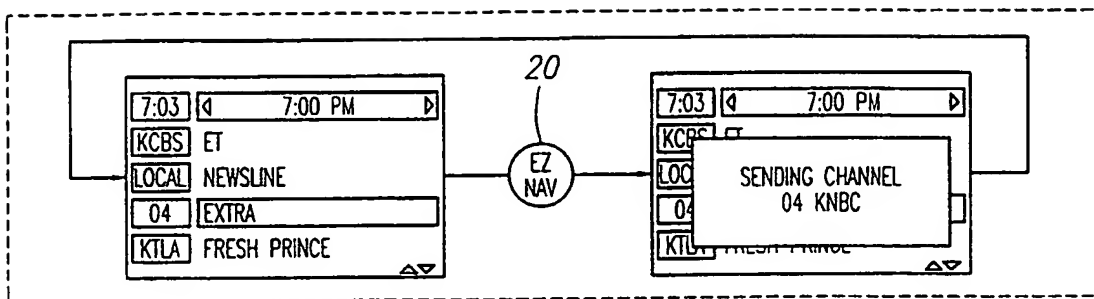 20
7:03 7:00 PM
KCBS ET
LOCAL NEWSLINE
04 EXTRA
KTLA FRESH PRINCE
EZ
NAV
7:03 7:00 PM
SENDING CHANNEL
04 KNBC